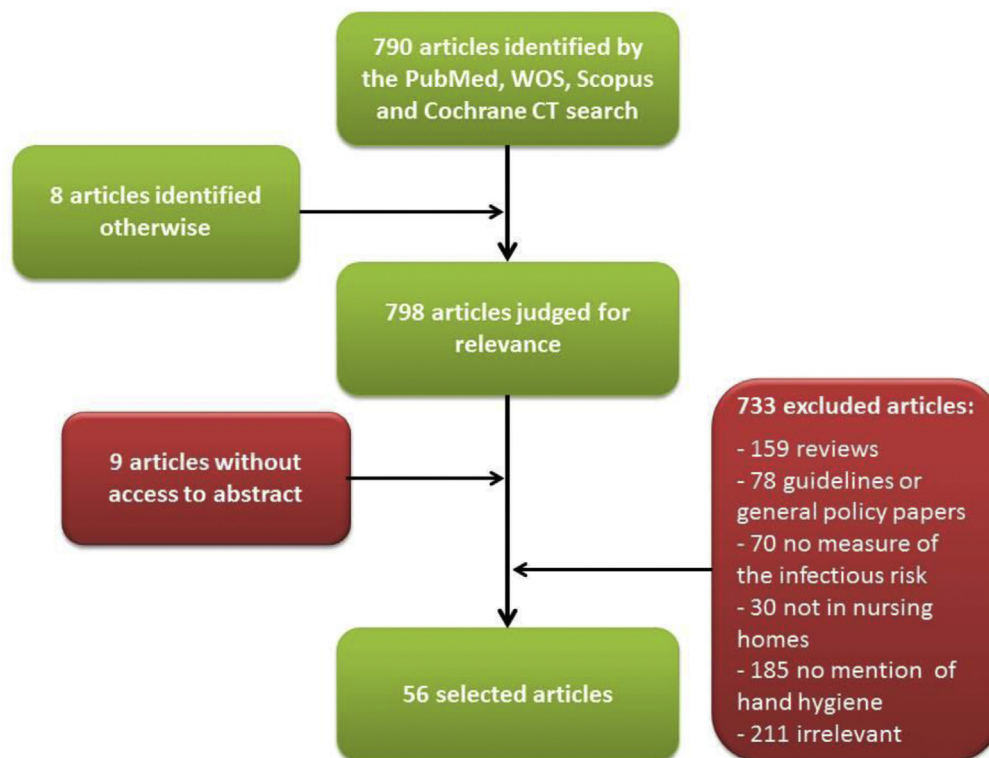 790 articles identified by
the PubMed, WOS, Scopus
and Cochrane CT search
8 articles identified
otherwise
798 articles judged for
relevance
9 articles without
access to abstract
733 excluded articles:
- 159 reviews
- 78 guidelines or
general policy papers
- 70 no measure of
the infectious risk
- 30 not in nursing
homes
- 185 no mention of
hand hygiene
- 211 irrelevant
56 selected articles